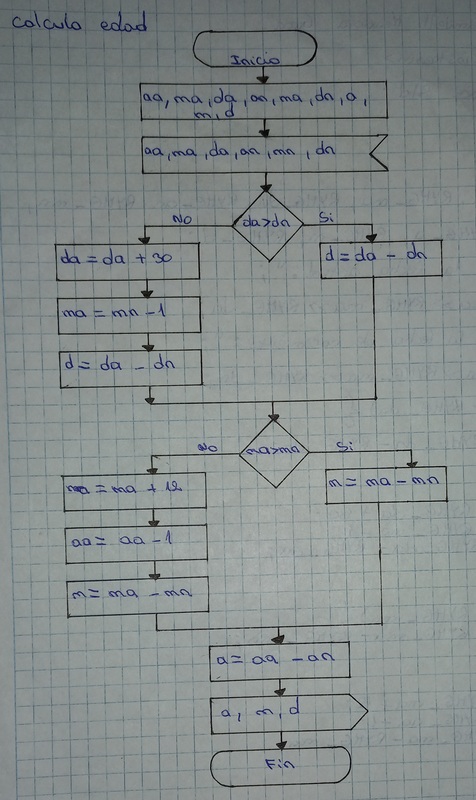 calculo edad
Inicio
aa, ma, da, an, ma, dn, a,
m, d
aa, ma, da, an, mn, dn
da>dn
No
Si
da = da + 30
d = da - dn
ma = mn - 1
d = da - dn
ma>mn
No
Si
ma = ma + 12
m = ma - mn
aa = aa - 1
m = ma - mn
a = aa - an
a, m, d
Fin